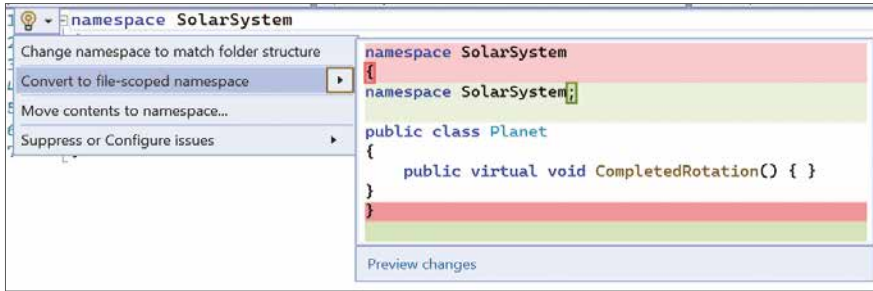 1 namespace SolarSystem
Change namespace to match folder structure
Convert to file-scoped namespace
Move contents to namespace...
Suppress or Configure issues
namespace SolarSystem
{
namespace SolarSystem;
public class Planet
{
public virtual void CompletedRotation() { }
}
}
Preview changes